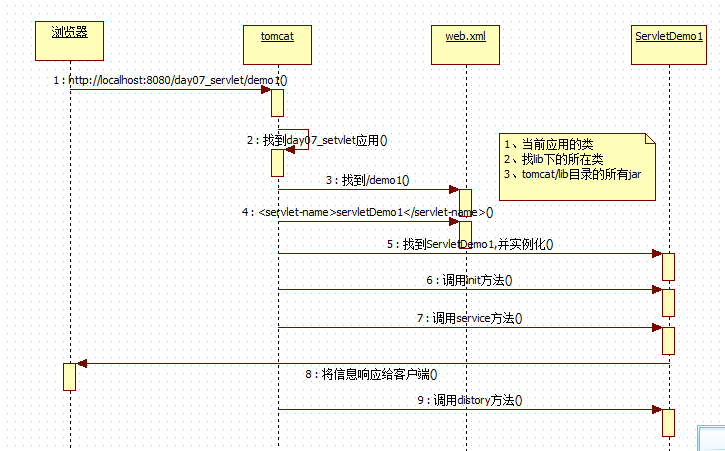 浏览器
tomcat
web.xml
ServletDemo1
1 : http://localhost:8080/day07_servlet/demo1()
2 : 找到day07_setvlet应用()
1、当前应用的类
2、找lib下的所在类
3、tomcat/lib目录的所有jar
3 : 找到/demo1()
4 : <servlet-name>servletDemo1</servlet-name>()
5 : 找到ServletDemo1,并实例化()
6 : 调用init方法()
7 : 调用service方法()
8 : 将信息响应给客户端()
9 : 调用distory方法()